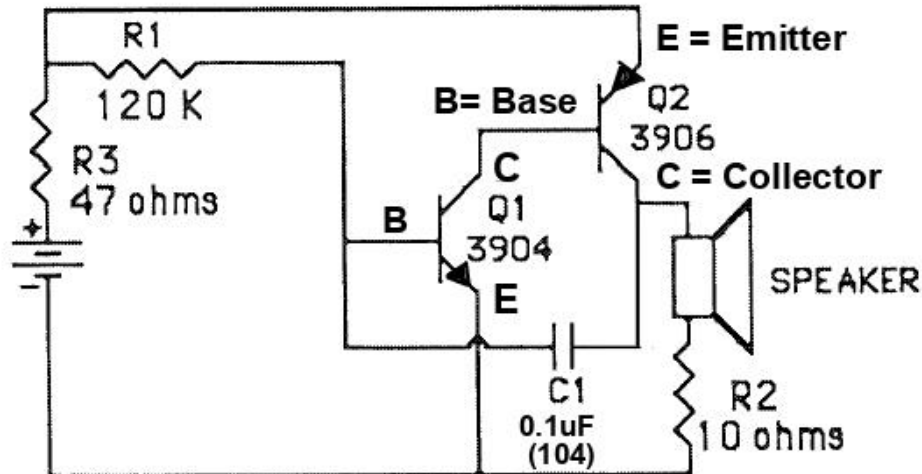 R1
E = Emitter
120 K
B= Base
Q2
3906
R3
47 ohms
C
C = Collector
B
Q1
3904
+
-
E
SPEAKER
C1
0.1uF
(104)
R2
10 ohms